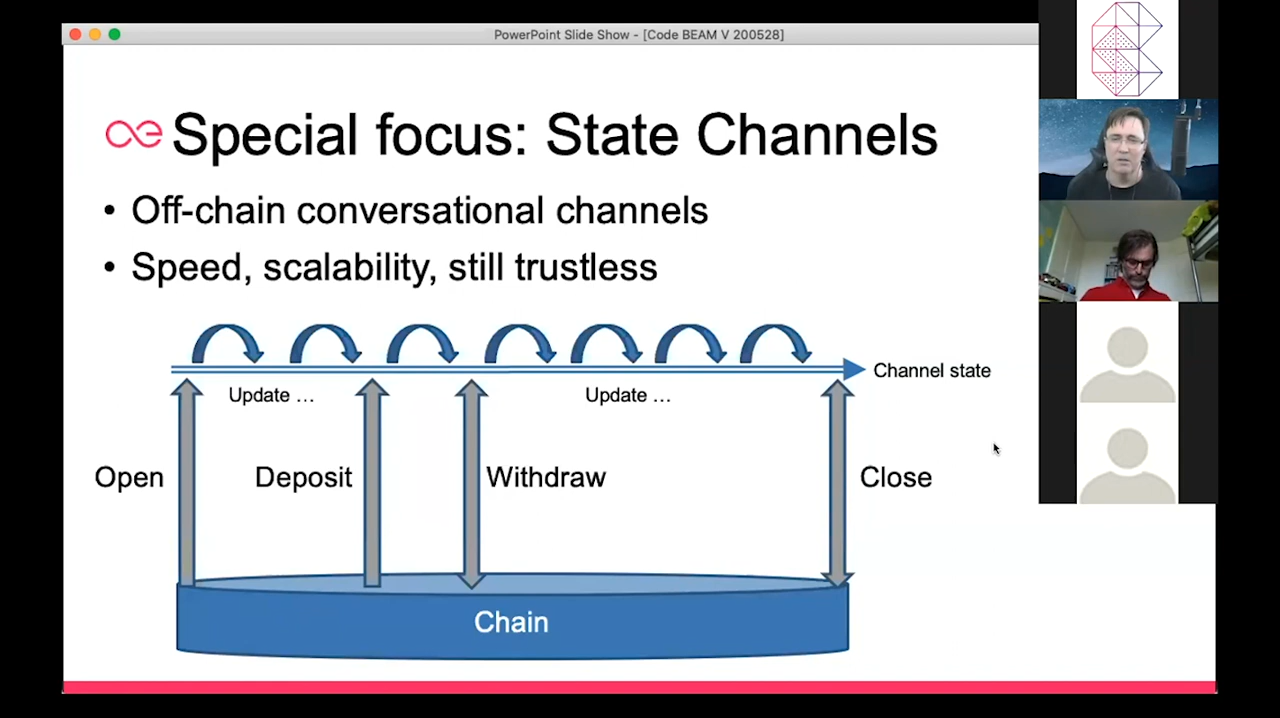 PowerPoint Slide Show - [Code BEAM V 200528]
æ Special focus: State Channels
• Off-chain conversational channels
• Speed, scalability, still trustless
Channel state
Update …
Update …
Open
Deposit
Withdraw
Close
Chain